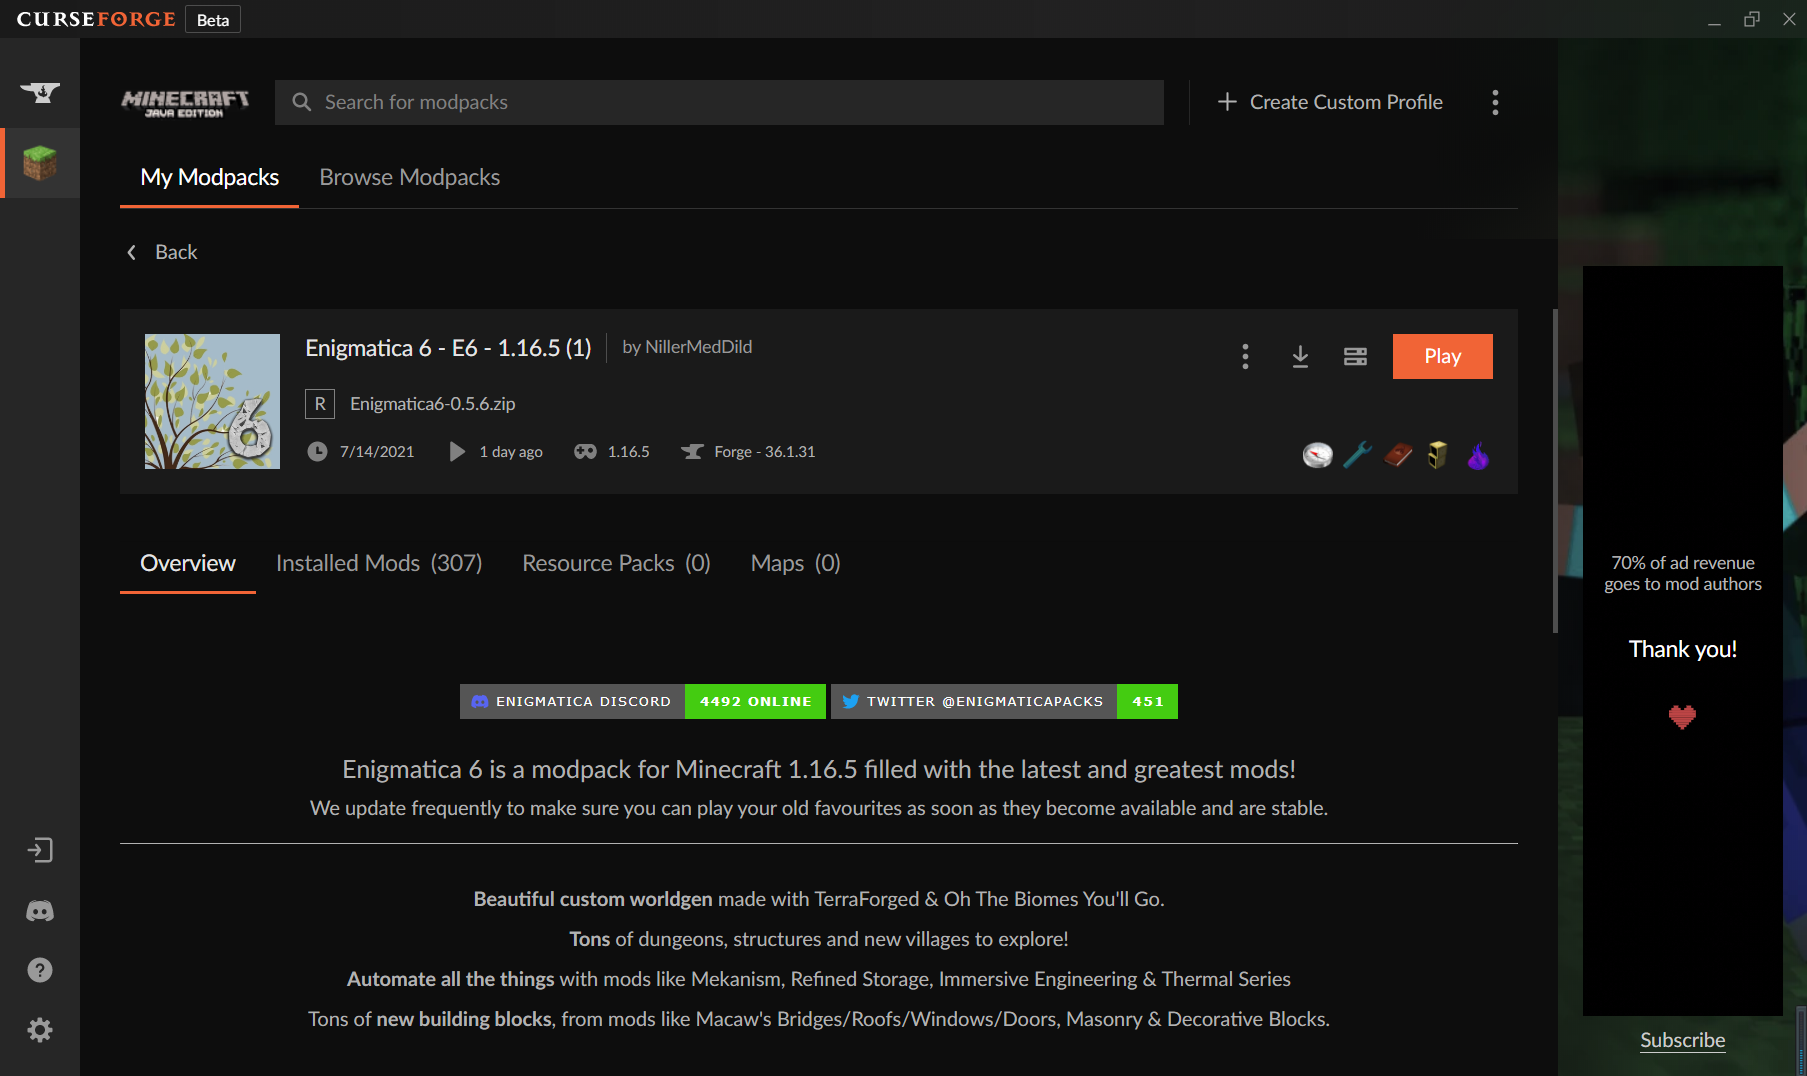 CURSEFORGE Beta
MINECRAFT
JAVA EDITION
Search for modpacks
Create Custom Profile
My Modpacks
Browse Modpacks
Back
Enigmatica 6 - E6 - 1.16.5 (1)
by NillerMedDild
Play
R
Enigmatica6-0.5.6.zip
7/14/2021
1 day ago
1.16.5
Forge - 36.1.31
6
Overview
Installed Mods (307)
Resource Packs (0)
Maps (0)
ENIGMATICA DISCORD 4492 ONLINE
TWITTER @ENIGMATICAPACKS 451
Enigmatica 6 is a modpack for Minecraft 1.16.5 filled with the latest and greatest mods!
We update frequently to make sure you can play your old favourites as soon as they become available and are stable.
Beautiful custom worldgen made with TerraForged & Oh The Biomes You'll Go.
Tons of dungeons, structures and new villages to explore!
Automate all the things with mods like Mekanism, Refined Storage, Immersive Engineering & Thermal Series
Tons of new building blocks, from mods like Macaw's Bridges/Roofs/Windows/Doors, Masonry & Decorative Blocks.
70% of ad revenue
goes to mod authors
Thank you!
Subscribe